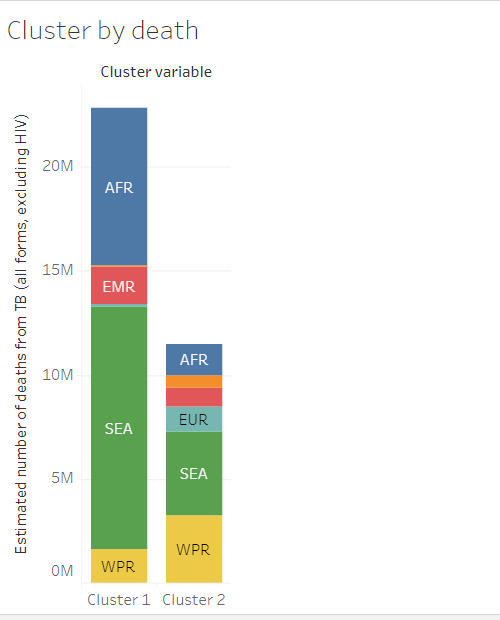 Cluster by death
Cluster variable
Estimated number of deaths from TB (all forms, excluding HIV)
20M
15M
10M
5M
0M
AFR
EMR
SEA
WPR
AFR
EUR
SEA
WPR
Cluster 1
Cluster 2